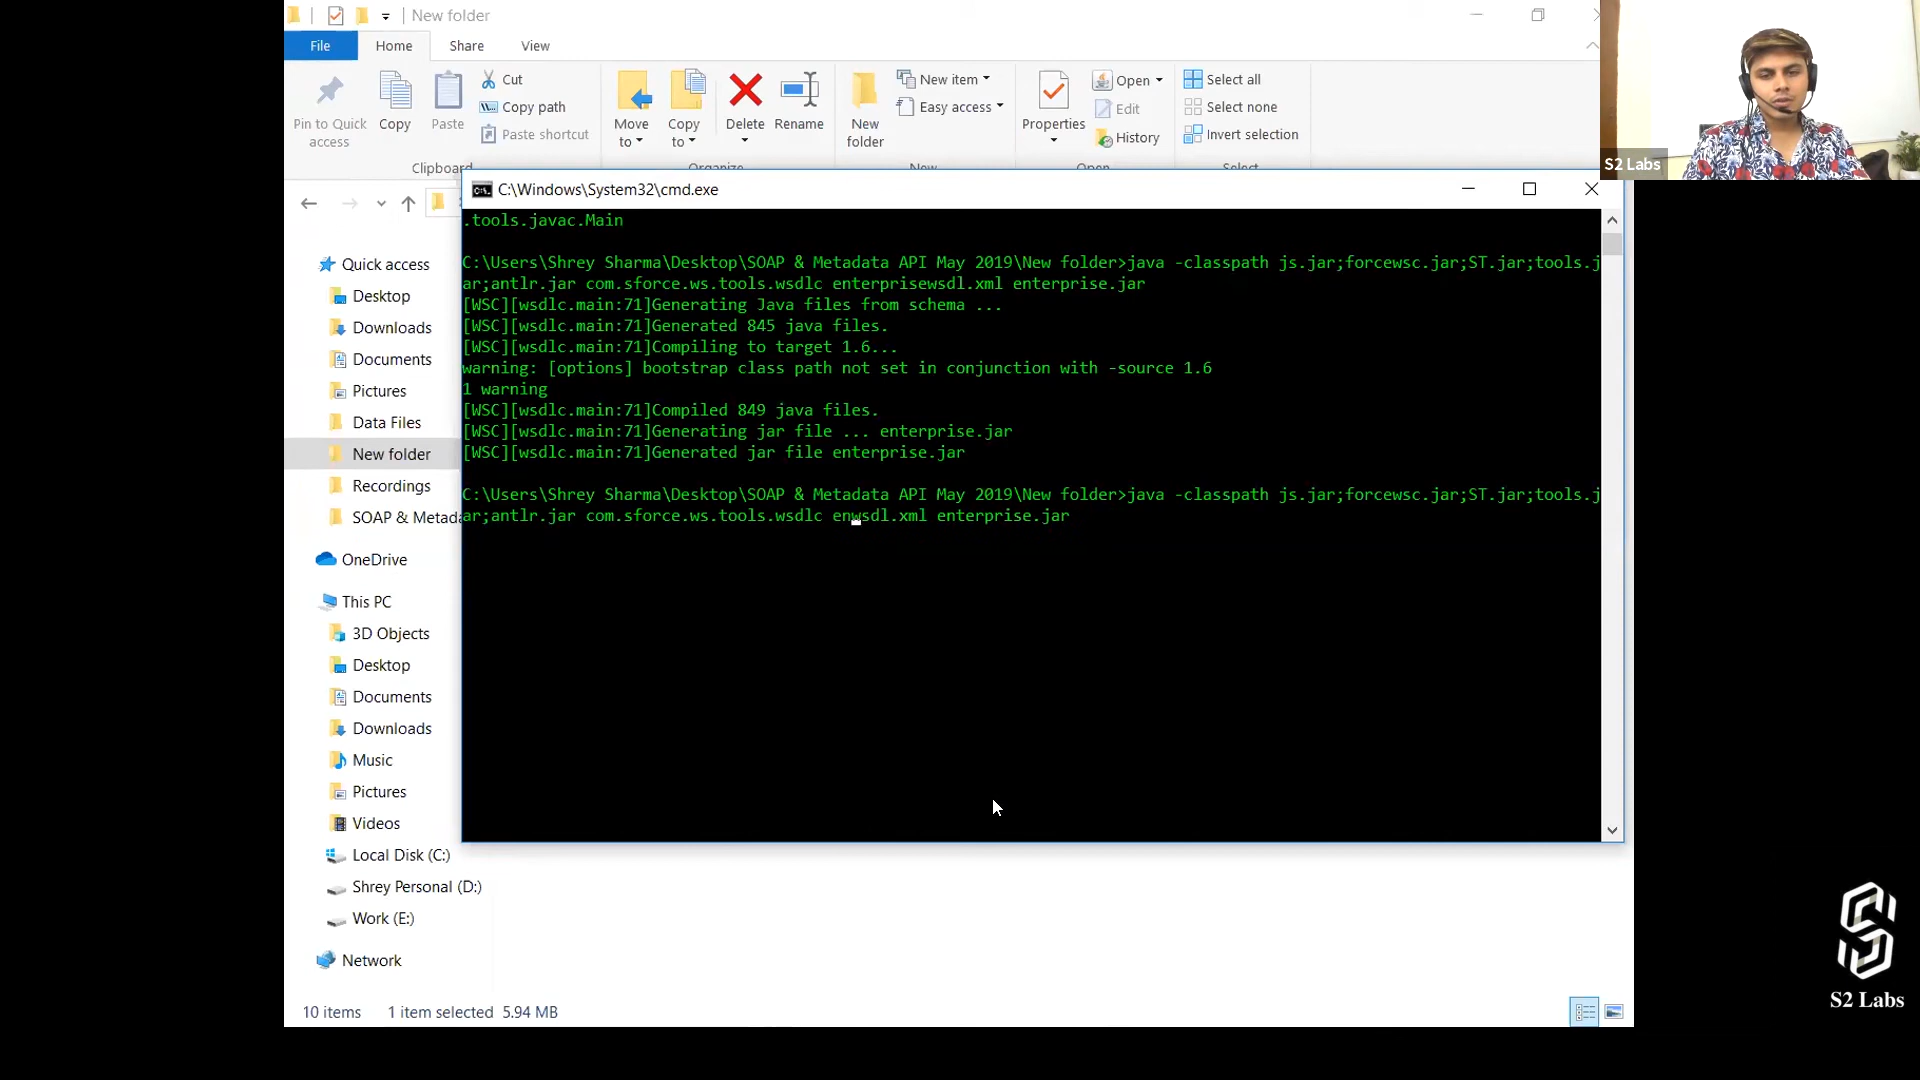 New folder
File Home Share View
Pin to Quick access
Copy
Paste
Cut
Copy path
Paste shortcut
Clipboard
Move to
Copy to
Delete
Rename
Organize
New folder
New item
Easy access
New
Properties
Open
Edit
History
Open
Select all
Select none
Invert selection
Select
S2 Labs
C:\Windows\System32\cmd.exe
.tools.javac.Main
C:\Users\Shrey Sharma\Desktop\SOAP & Metadata API May 2019\New folder>java -classpath js.jar;forcewsc.jar;ST.jar;tools.j
ar;antlr.jar com.sforce.ws.tools.wsdlc enterprisewsdl.xml enterprise.jar
[WSC][wsdlc.main:71]Generating Java files from schema ...
[WSC][wsdlc.main:71]Generated 845 java files.
[WSC][wsdlc.main:71]Compiling to target 1.6...
warning: [options] bootstrap class path not set in conjunction with -source 1.6
1 warning
[WSC][wsdlc.main:71]Compiled 849 java files.
[WSC][wsdlc.main:71]Generating jar file ... enterprise.jar
[WSC][wsdlc.main:71]Generated jar file enterprise.jar
C:\Users\Shrey Sharma\Desktop\SOAP & Metadata API May 2019\New folder>java -classpath js.jar;forcewsc.jar;ST.jar;tools.j
ar;antlr.jar com.sforce.ws.tools.wsdlc enwsdl.xml enterprise.jar
Quick access
Desktop
Downloads
Documents
Pictures
Data Files
New folder
Recordings
SOAP & Metada
OneDrive
This PC
3D Objects
Desktop
Documents
Downloads
Music
Pictures
Videos
Local Disk (C:)
Shrey Personal (D:)
Work (E:)
Network
10 items 1 item selected 5.94 MB
S2 Labs